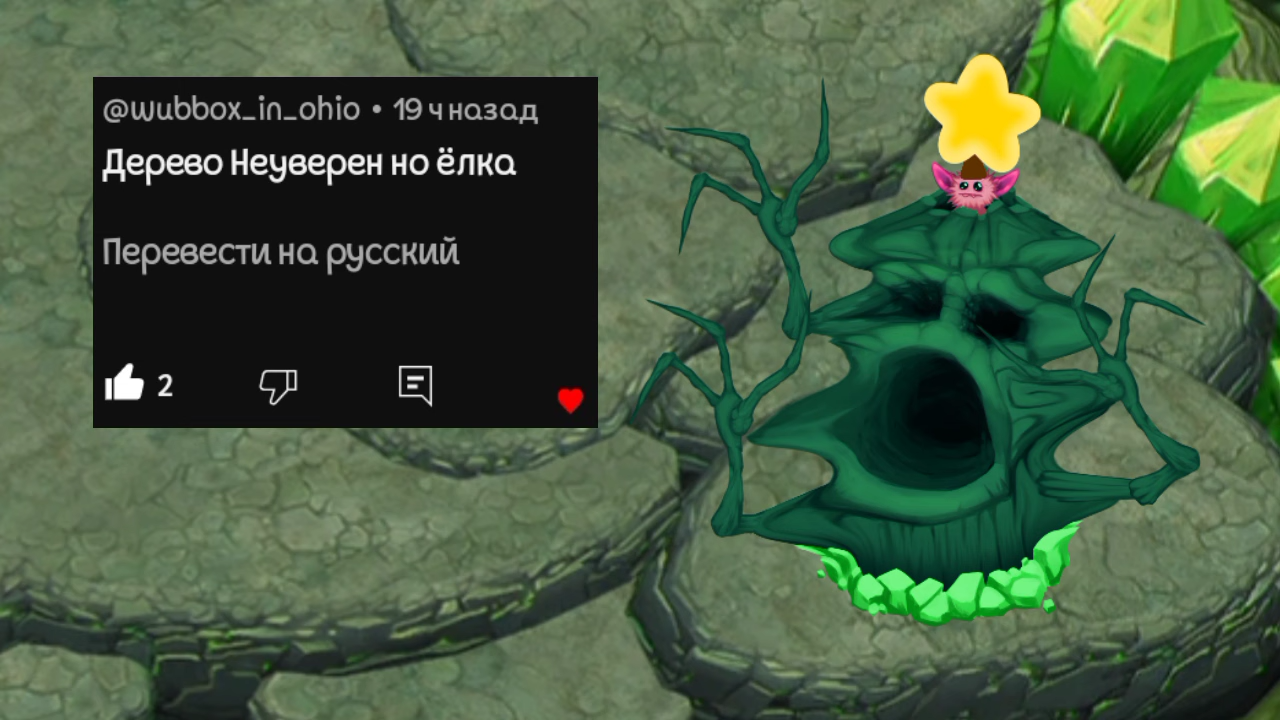 @wubbox_in_ohio • 19 ч назад
Дерево Неуверен но ёлка
Перевести на русский
2